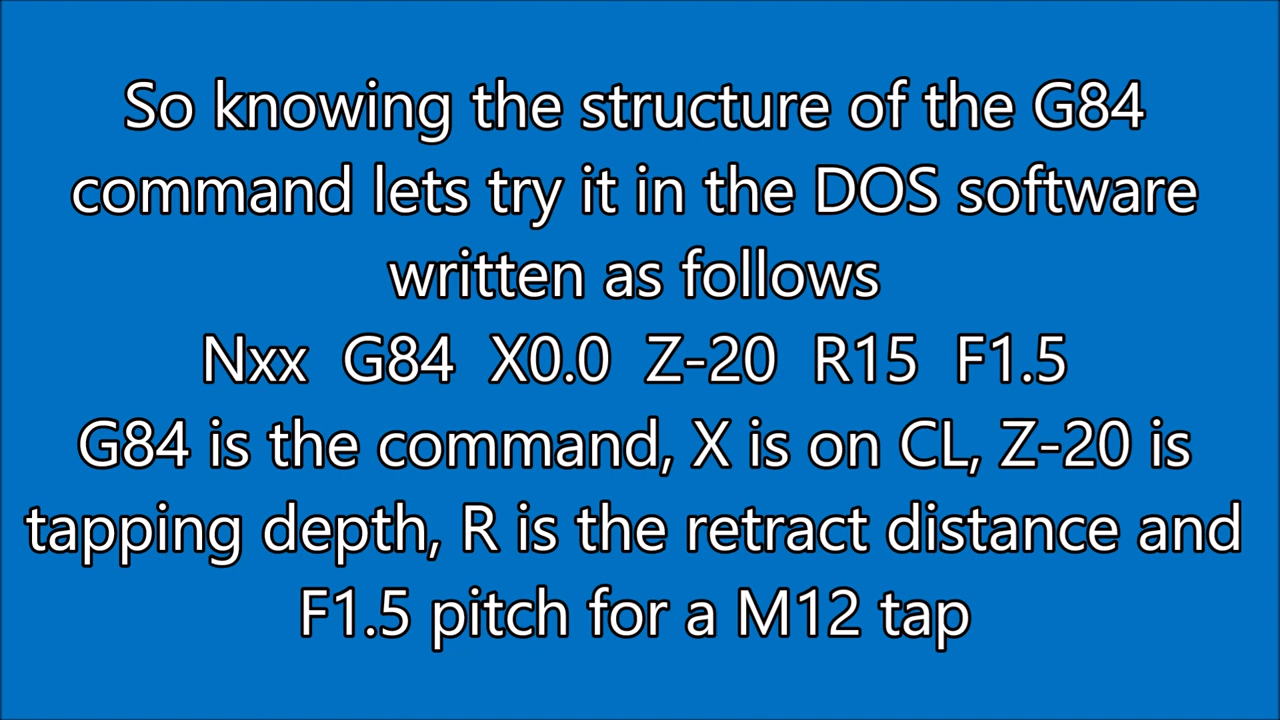 So knowing the structure of the G84
command lets try it in the DOS software
written as follows
Nxx G84 X0.0 Z-20 R15 F1.5
G84 is the command, X is on CL, Z-20 is
tapping depth, R is the retract distance and
F1.5 pitch for a M12 tap